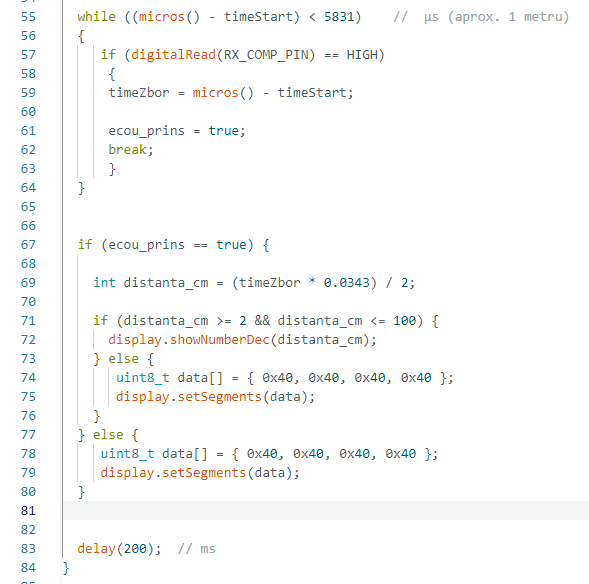 55 while ((micros() - timeStart) < 5831) // µs (aprox. 1 metru)
56 {
57 if (digitalRead(RX_COMP_PIN) == HIGH)
58 {
59 timeZbor = micros() - timeStart;
60
61 ecou_prins = true;
62 break;
63 }
64 }
65
66
67 if (ecou_prins == true) {
68
69 int distanta_cm = (timeZbor * 0.0343) / 2;
70
71 if (distanta_cm >= 2 && distanta_cm <= 100) {
72 display.showNumberDec(distanta_cm);
73 } else {
74 uint8_t data[] = { 0x40, 0x40, 0x40, 0x40 };
75 display.setSegments(data);
76 }
77 } else {
78 uint8_t data[] = { 0x40, 0x40, 0x40, 0x40 };
79 display.setSegments(data);
80 }
81
82
83 delay(200); // ms
84 }